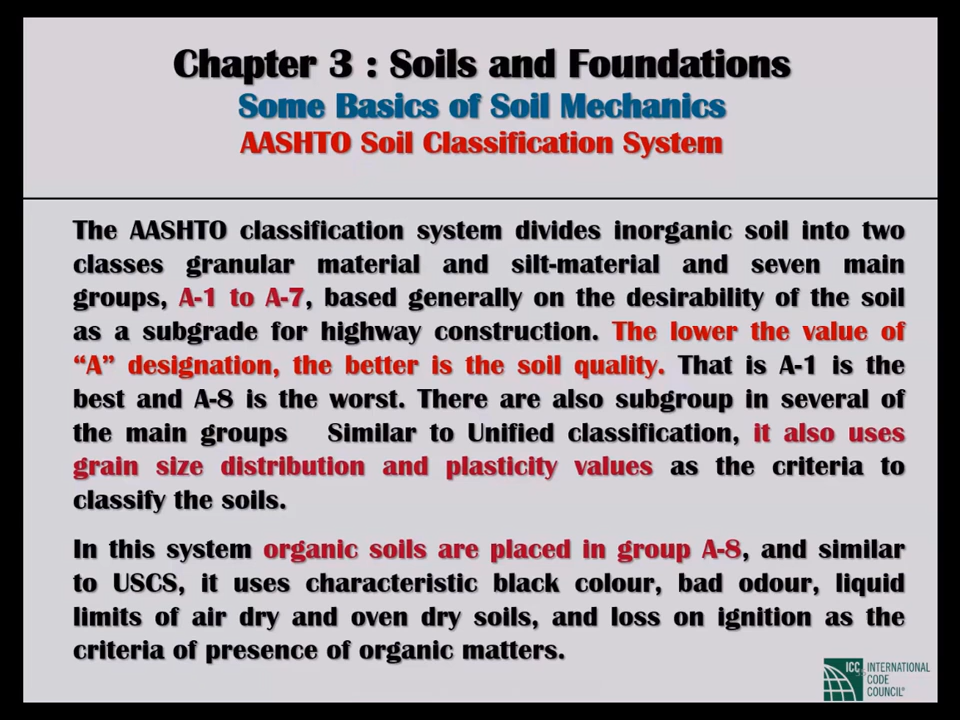 Chapter 3 : Soils and Foundations
Some Basics of Soil Mechanics
AASHTO Soil Classification System
The AASHTO classification system divides inorganic soil into two
classes granular material and silt-material and seven main
groups, A-1 to A-7, based generally on the desirability of the soil
as a subgrade for highway construction. The lower the value of
“A” designation, the better is the soil quality. That is A-1 is the
best and A-8 is the worst. There are also subgroup in several of
the main groups Similar to Unified classification, it also uses
grain size distribution and plasticity values as the criteria to
classify the soils.
In this system organic soils are placed in group A-8, and similar
to USCS, it uses characteristic black colour, bad odour, liquid
limits of air dry and oven dry soils, and loss on ignition as the
criteria of presence of organic matters.
ICC INTERNATIONAL
CODE
COUNCIL®